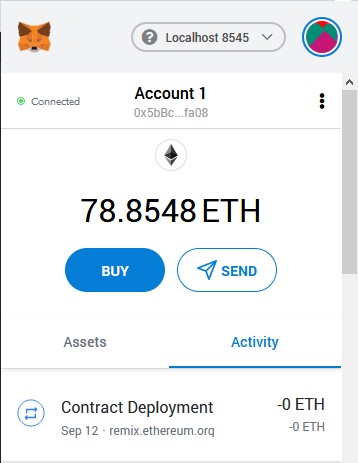 Localhost 8545
Connected
Account 1
0x5bBc...fa08
78.8548 ETH
BUY
SEND
Assets
Activity
Contract Deployment
-0 ETH
Sep 12 · remix.ethereum.org
-0 ETH